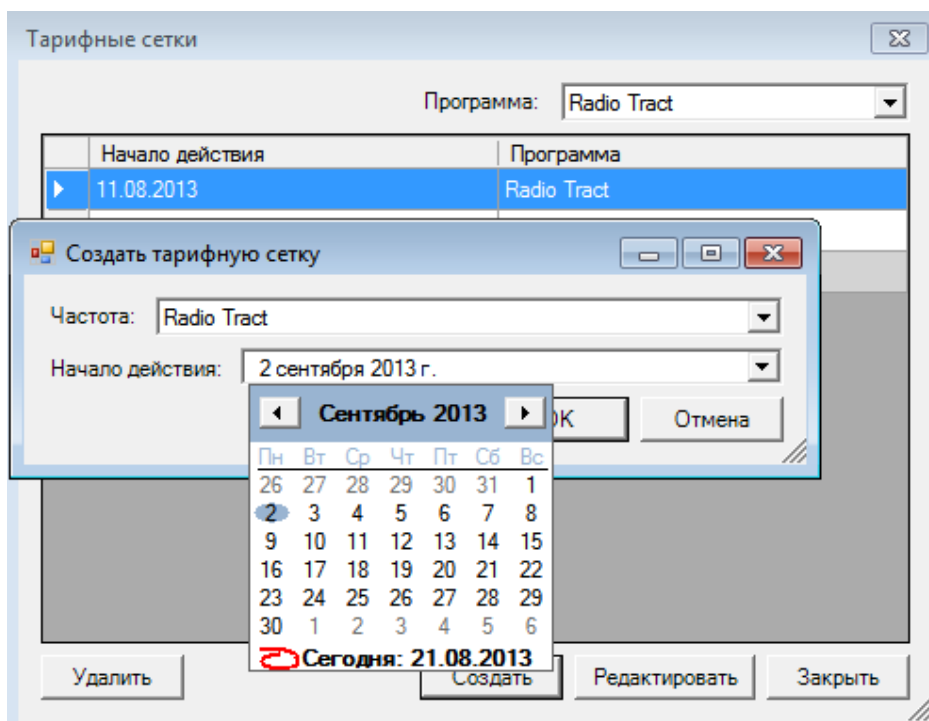 Тарифные сетки
Программа: Radio Tract
Начало действия Программа
11.08.2013 Radio Tract
Создать тарифную сетку
Частота: Radio Tract
Начало действия: 2 сентября 2013 г.
Сентябрь 2013
Отмена
Пн Вт Ср Чт Пт Сб Вс
26 27 28 29 30 31 1
2 3 4 5 6 7 8
9 10 11 12 13 14 15
16 17 18 19 20 21 22
23 24 25 26 27 28 29
30 1 2 3 4 5 6
Сегодня: 21.08.2013
Удалить Создать Редактировать Закрыть